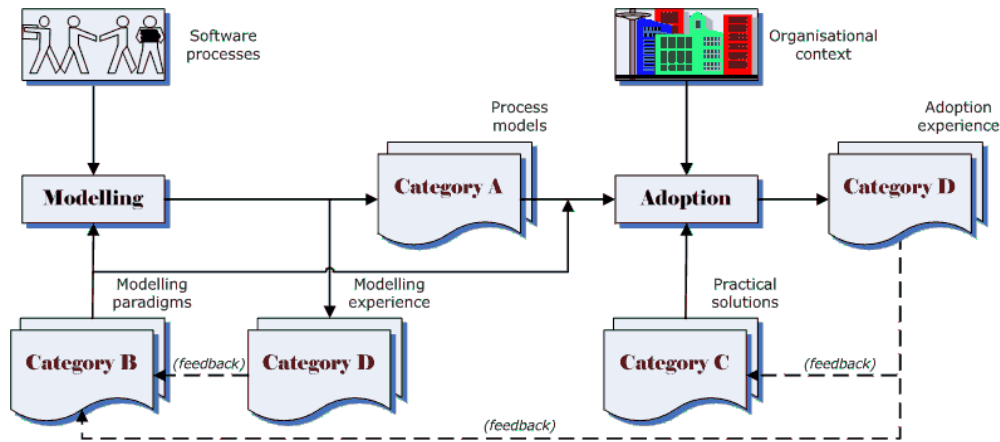 Software
processes
Organisational
context
Process
models
Adoption
experience
Modelling
Category A
Adoption
Category D
Modelling
paradigms
Modelling
experience
Practical
solutions
Category B
(feedback)
Category D
Category C
(feedback)
(feedback)